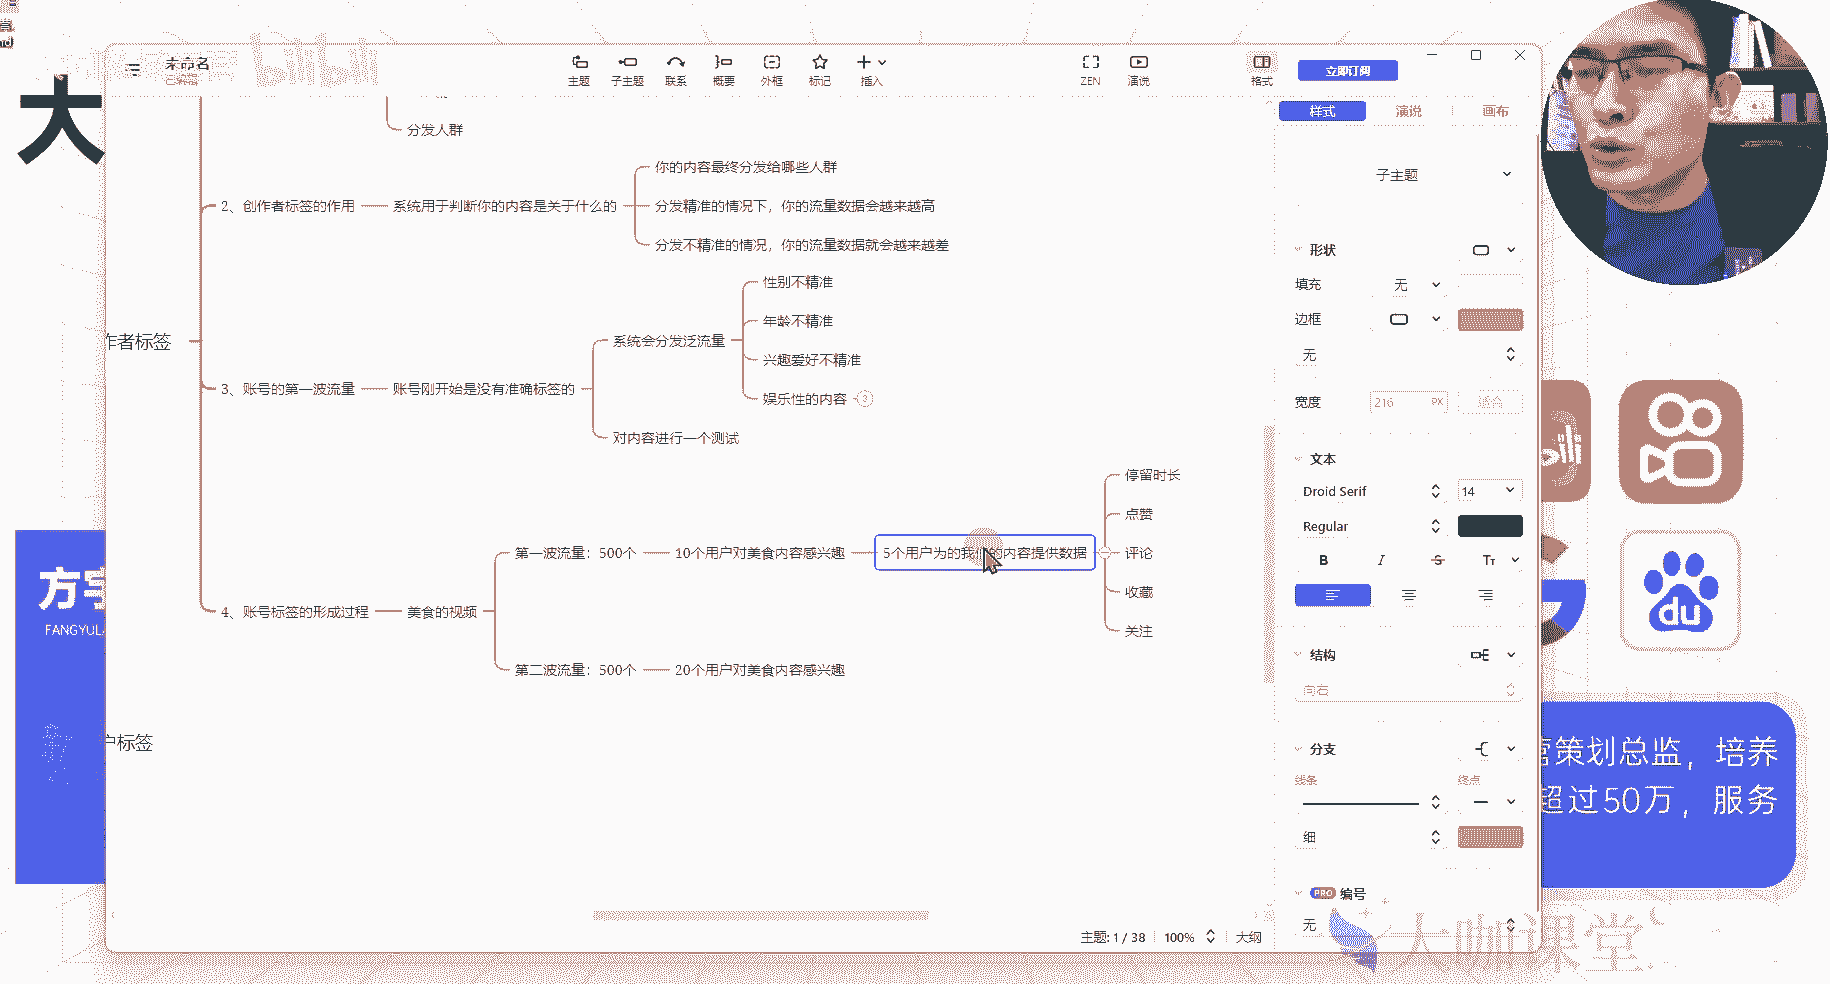 未命名
已编辑
主题
子主题
联系
概要
外框
标记
插入
ZEN
演说
格式
立即订阅
大
bilibili
样式
演说
画布
分发人群
2、创作者标签的作用
系统用于判断你的内容是关于什么的
你的内容最终分发给哪些人群
分发精准的情况下，你的流量数据会越来越高
分发不精准的情况，你的流量数据就会越来越差
作者标签
3、账号的第一波流量
账号刚开始是没有准确标签的
系统会分发泛流量
性别不精准
年龄不精准
兴趣爱好不精准
娱乐性的内容
3
对内容进行一个测试
4、账号标签的形成过程
美食的视频
第一波流量：500个
10个用户对美食内容感兴趣
5个用户为的我们的内容提供数据
停留时长
点赞
评论
收藏
关注
第二波流量：500个
20个用户对美食内容感兴趣
户标签
子主题
形状
填充
无
边框
无
宽度
216
PX
适合
文本
Droid Serif
14
Regular
B
I
S
Tт
结构
向右
分支
线条
终点
细
PRO
编号
无
主题: 1 / 38
100%
大纲
方宇
FANGYUL
du
营策划总监，培养
超过50万，服务
大咖课堂